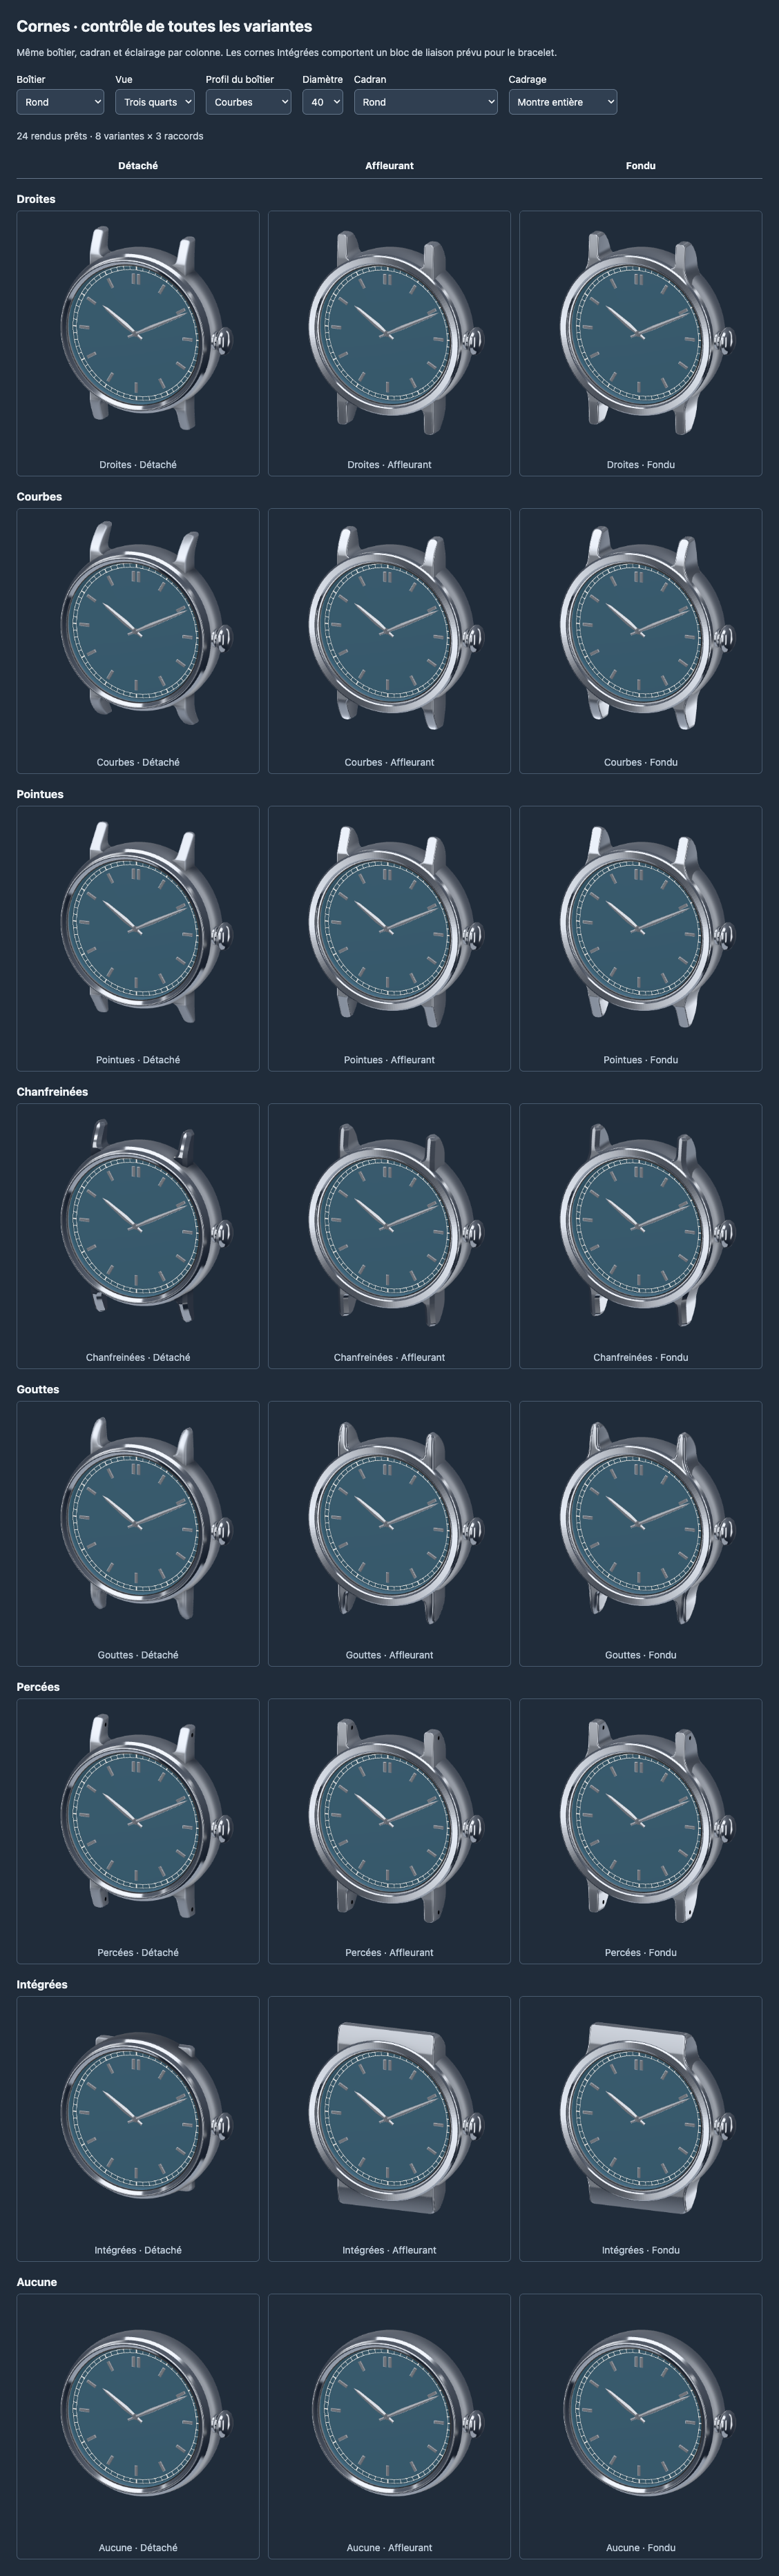 Cornes · contrôle de toutes les variantes
Même boîtier, cadran et éclairage par colonne. Les cornes Intégrées comportent un bloc de liaison prévu pour le bracelet.
Boîtier Vue Profil du boîtier Diamètre Cadran Cadrage
Rond Trois quarts Courbes 40 Rond Montre entière
24 rendus prêts · 8 variantes × 3 raccords
Détaché Affleurant Fondu
Droites
Droites · Détaché Droites · Affleurant Droites · Fondu
Courbes
Courbes · Détaché Courbes · Affleurant Courbes · Fondu
Pointues
Pointues · Détaché Pointues · Affleurant Pointues · Fondu
Chanfreinées
Chanfreinées · Détaché Chanfreinées · Affleurant Chanfreinées · Fondu
Gouttes
Gouttes · Détaché Gouttes · Affleurant Gouttes · Fondu
Percées
Percées · Détaché Percées · Affleurant Percées · Fondu
Intégrées
Intégrées · Détaché Intégrées · Affleurant Intégrées · Fondu
Aucune
Aucune · Détaché Aucune · Affleurant Aucune · Fondu